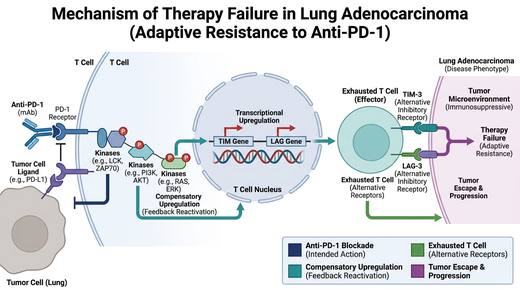 Mechanism of Therapy Failure in Lung Adenocarcinoma
(Adaptive Resistance to Anti-PD-1)
T Cell
T Cell
Anti-PD-1
(mAb)
PD-1
Receptor
Tumor Cell
Ligand
(e.g., PD-L1)
Tumor Cell (Lung)
P
Kinases
(e.g., LCK,
ZAP70)
P
Kinases
(e.g., PI3K,
AKT)
P
Kinases
(e.g., RAS,
ERK)
Compensatory
Upregulation
(Feedback Reactivation)
Transcriptional
Upregulation
TIM Gene
LAG Gene
T Cell Nucleus
Exhausted T Cell
(Effector)
Exhausted T Cell
(Alternative
Receptors)
TIM-3
(Alternative
Inhibitory
Receptor)
LAG-3
(Alternative
Inhibitory
Receptor)
Lung Adenocarcinoma
(Disease Phenotype)
Tumor
Microenvironment
(Immunosuppressive)
Therapy
Failure
(Adaptive
Resistance)
Tumor
Escape &
Progression
Anti-PD-1 Blockade
(Intended Action)
Compensatory Upregulation
(Feedback Reactivation)
Exhausted T Cell
(Alternative Receptors)
Tumor Escape &
Progression